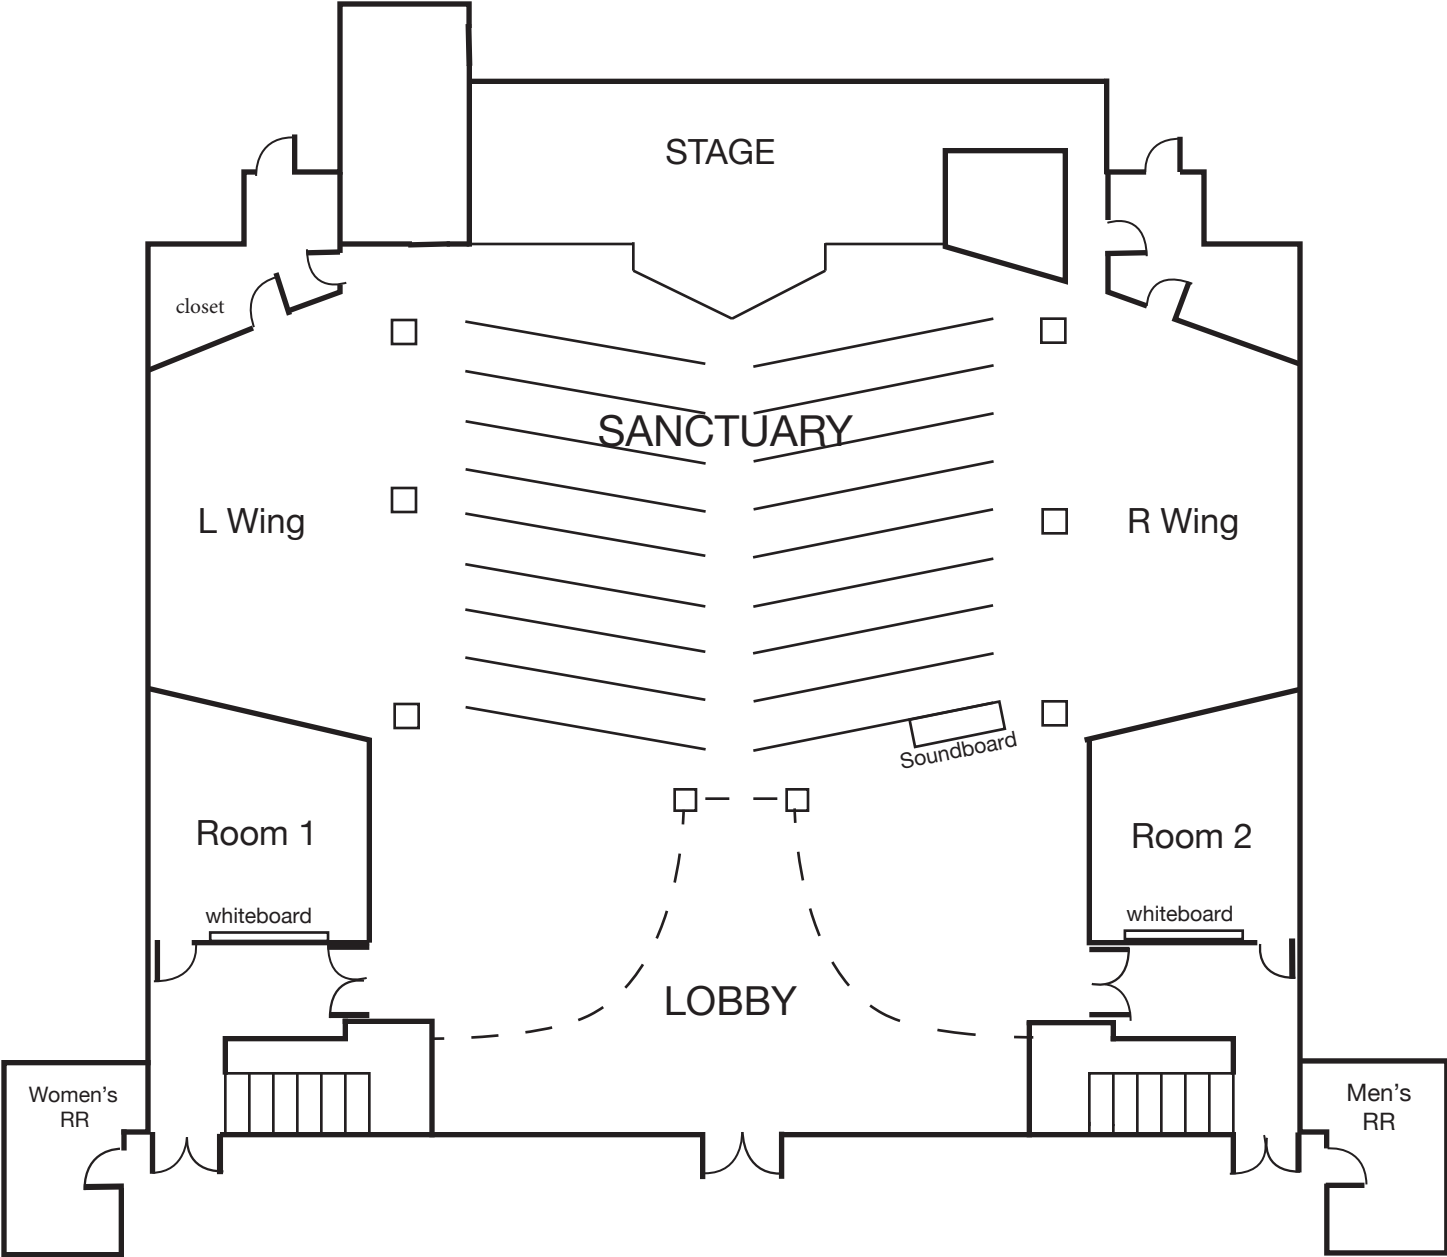 STAGE
closet
SANCTUARY
L Wing
R Wing
Soundboard
Room 1
Room 2
whiteboard
whiteboard
LOBBY
Women's
RR
Men's
RR